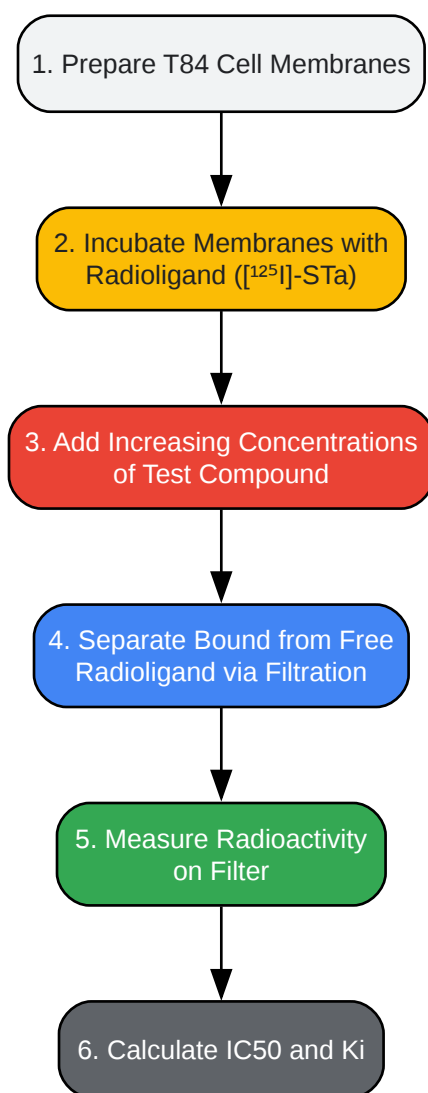 1. Prepare T84 Cell Membranes
2. Incubate Membranes with
Radioligand ([¹²⁵I]-STa)
3. Add Increasing Concentrations
of Test Compound
4. Separate Bound from Free
Radioligand via Filtration
5. Measure Radioactivity
on Filter
6. Calculate IC50 and Ki